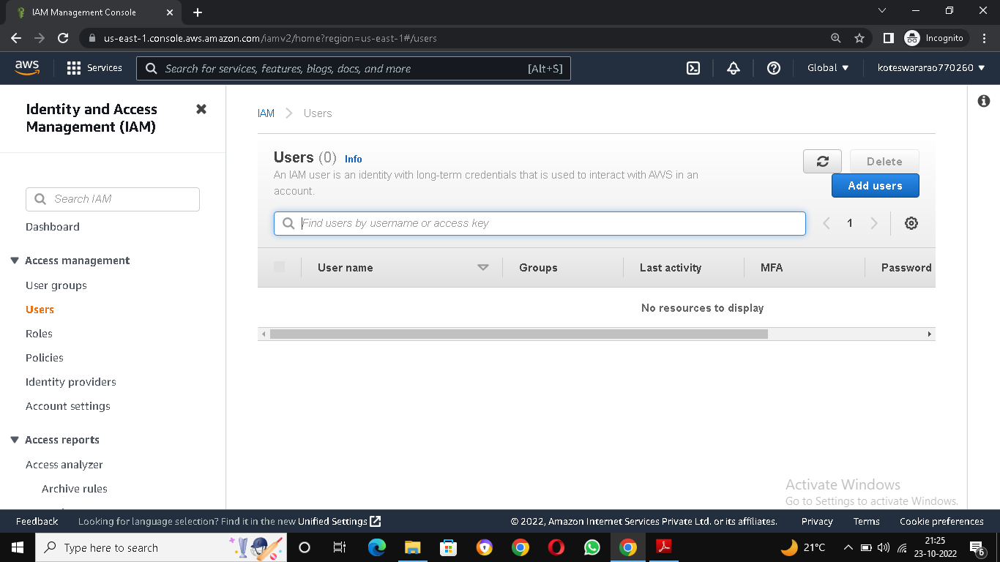 IAM Management Console
us-east-1.console.aws.amazon.com/iamv2/home?region=us-east-1#/users
Incognito
aws
Services
Search for services, features, blogs, docs, and more
[Alt+S]
Global
koteswararao770260
Identity and Access
Management (IAM)
Search IAM
Dashboard
Access management
User groups
Users
Roles
Policies
Identity providers
Account settings
Access reports
Access analyzer
Archive rules
IAM
Users
Users (0) Info
An IAM user is an identity with long-term credentials that is used to interact with AWS in an
account.
Delete
Add users
Find users by username or access key
1
User name
Groups
Last activity
MFA
Password
No resources to display
Activate Windows
Go to Settings to activate Windows.
Feedback
Looking for language selection? Find it in the new Unified Settings
© 2022, Amazon Internet Services Private Ltd. or its affiliates.
Privacy
Terms
Cookie preferences
Type here to search
21°C
21:25
23-10-2022
6